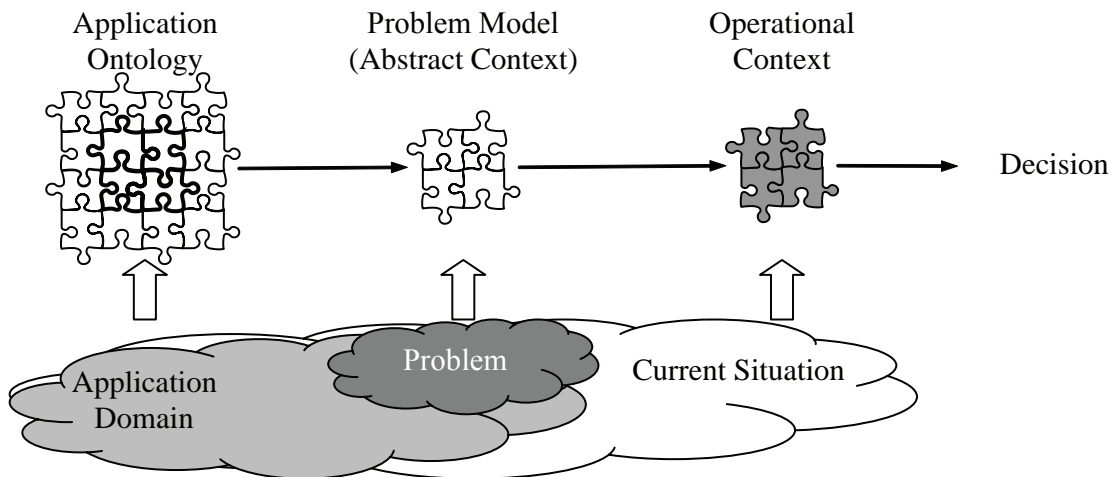 Application
Ontology
Problem Model
(Abstract Context)
Operational
Context
Decision
Application
Domain
Problem
Current Situation